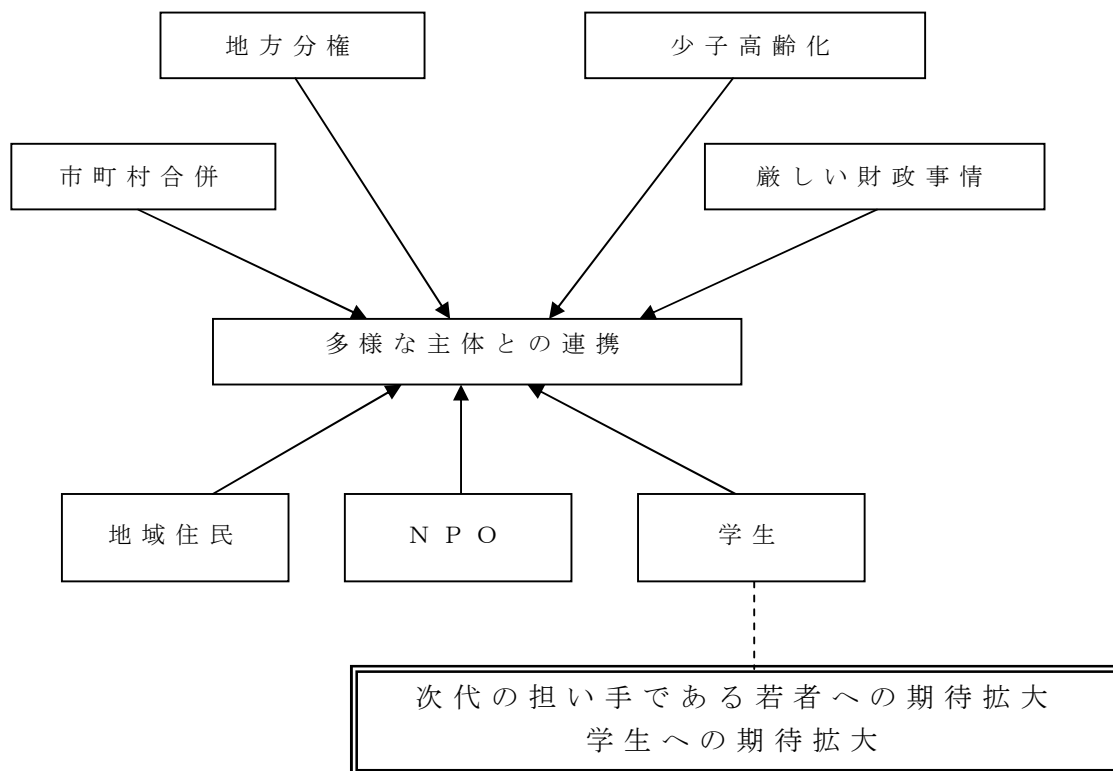 地方分権
少子高齢化
市町村合併
厳しい財政事情
多様な主体との連携
地域住民
ＮＰＯ
学生
次代の担い手である若者への期待拡大
学生への期待拡大